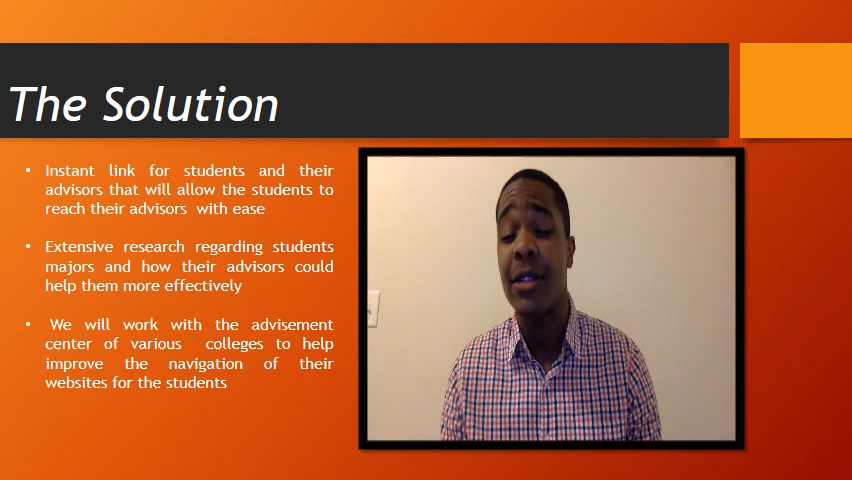 The Solution
• Instant link for students and their
advisors that will allow the students to
reach their advisors  with ease
• Extensive research regarding students
majors and how their advisors could
help them more effectively
•  We will work with the advisement
center of various  colleges to help
improve the navigation of their
websites for the students